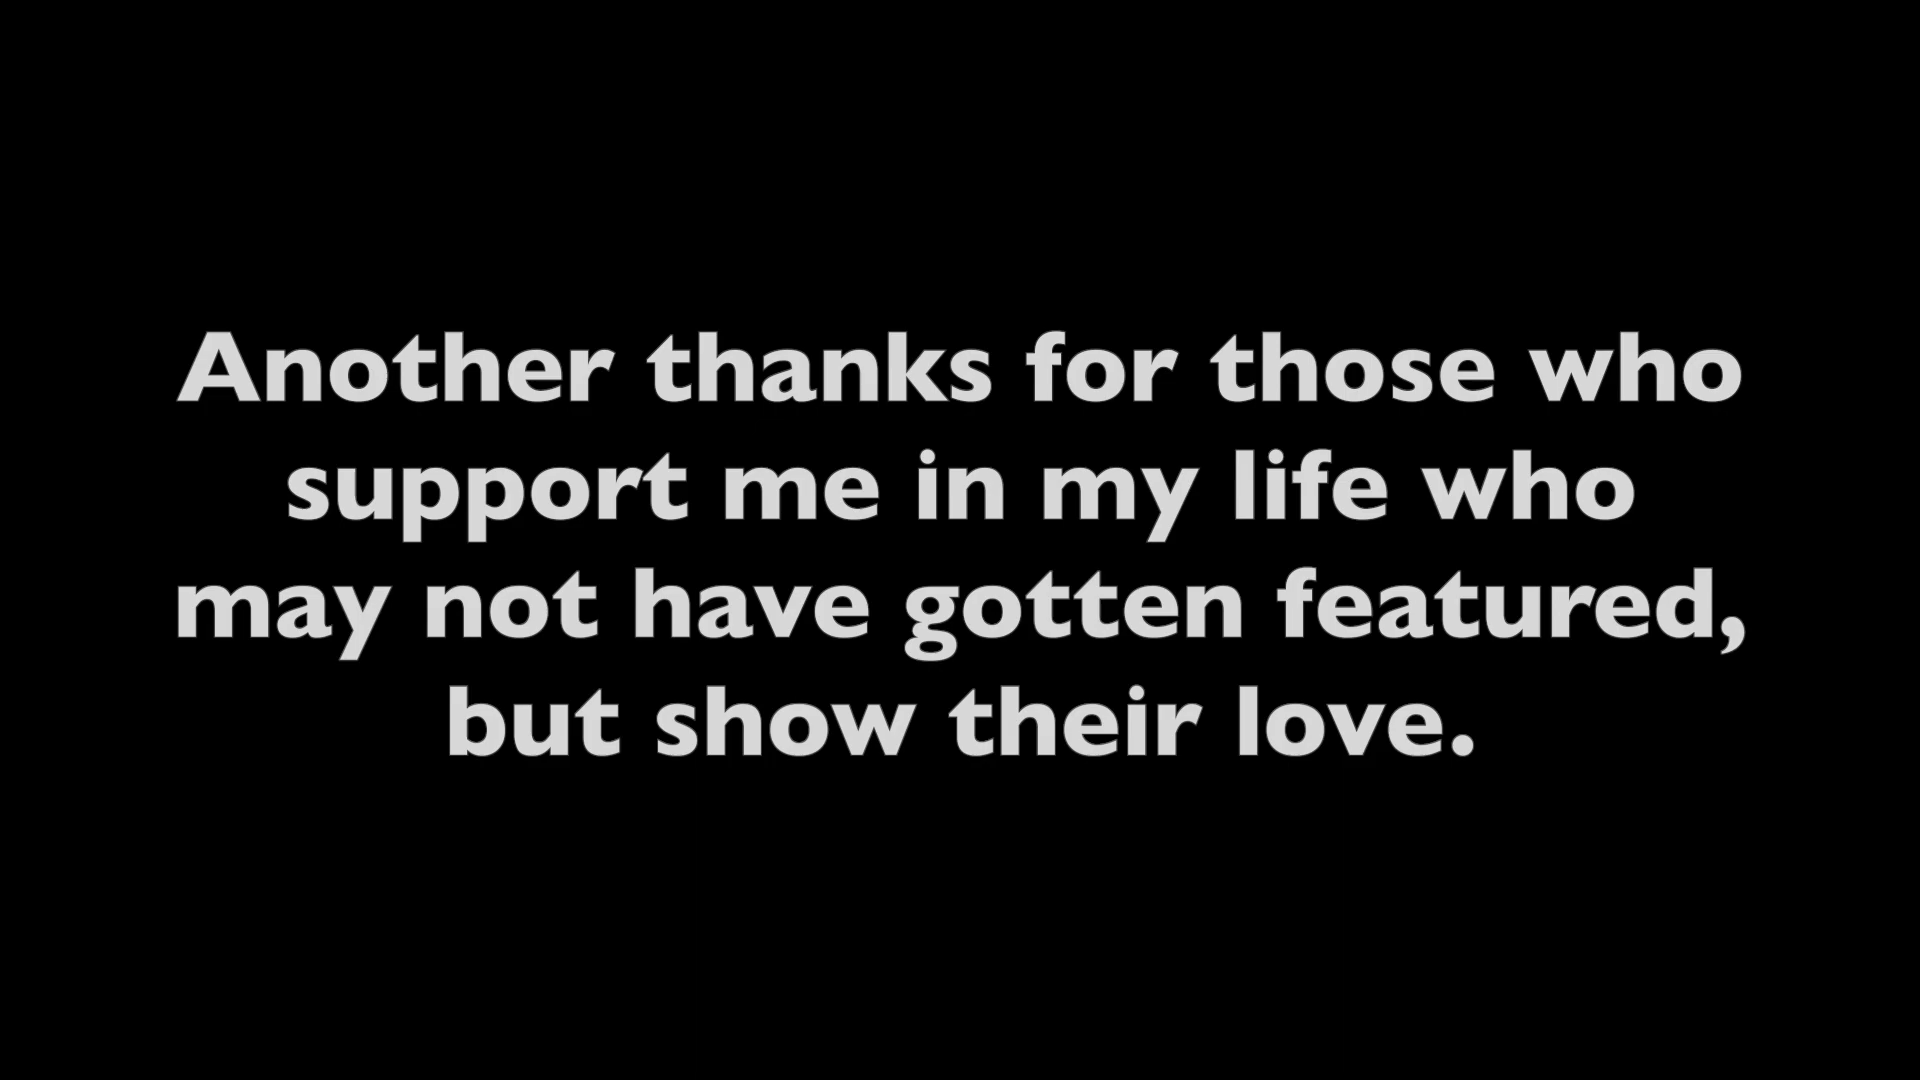 Another thanks for those who
support me in my life who
may not have gotten featured,
but show their love.